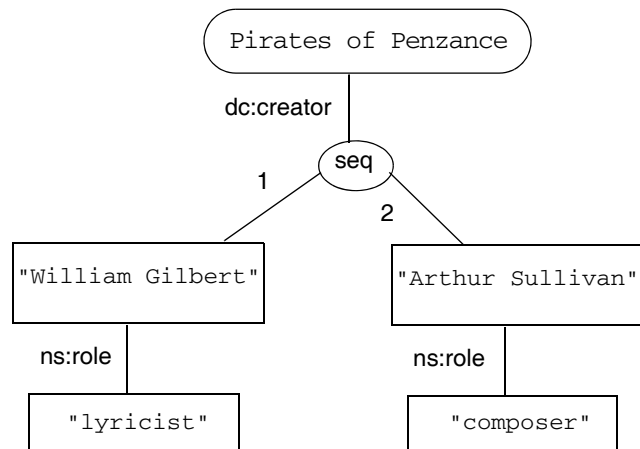 Pirates of Penzance
dc:creator
seq
1
2
"William Gilbert"
"Arthur Sullivan"
ns:role
ns:role
"lyricist"
"composer"